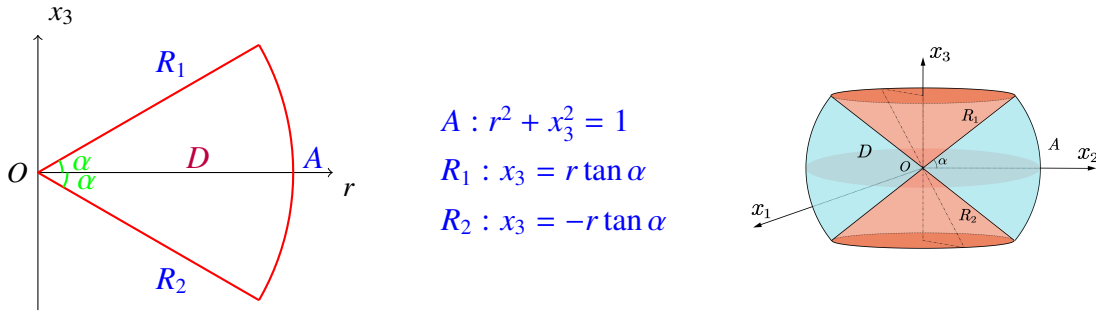 x₃
R₁
α
α
D
A
O
r
R₂
A : r² + x₃² = 1
R₁ : x₃ = r tan α
R₂ : x₃ = −r tan α
x₃
R₁
D
A
O
α
x₂
x₁
R₂